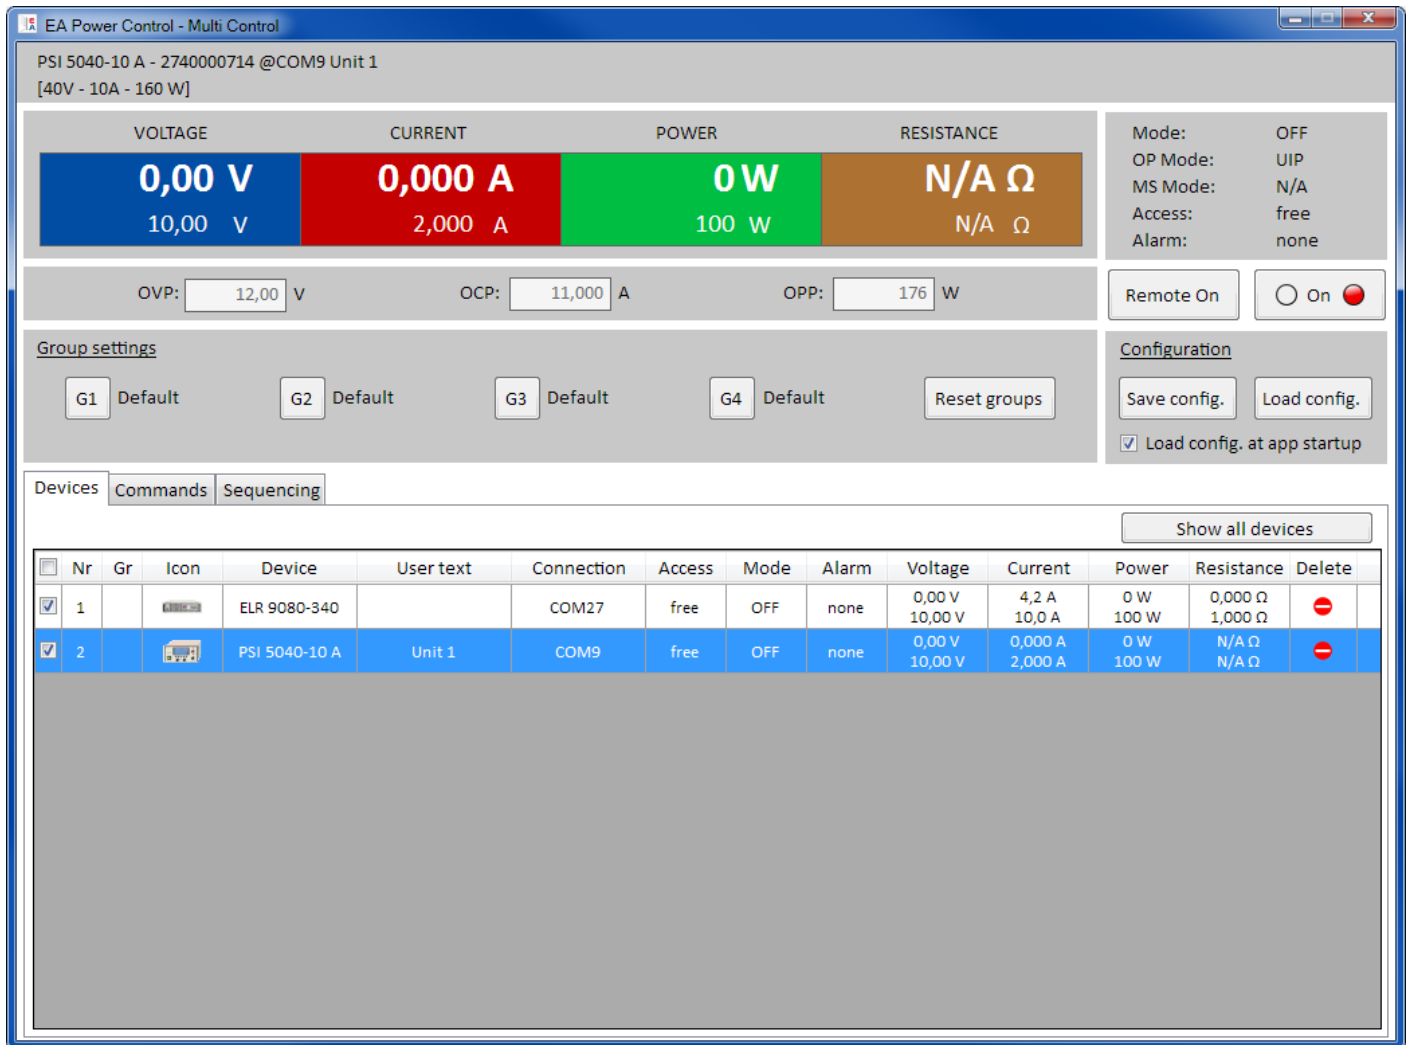 EA Power Control - Multi Control
PSI 5040-10 A - 2740000714 @COM9 Unit 1
[40V - 10A - 160 W]
VOLTAGE CURRENT POWER RESISTANCE
0,00 V 0,000 A 0 W N/A Ω
10,00 V 2,000 A 100 W N/A Ω
Mode: OFF
OP Mode: UIP
MS Mode: N/A
Access: free
Alarm: none
OVP: 12,00 V OCP: 11,000 A OPP: 176 W
Remote On On
Group settings
G1 Default G2 Default G3 Default G4 Default Reset groups
Configuration
Save config. Load config.
Load config. at app startup
Devices Commands Sequencing
Show all devices
Nr Gr Icon Device User text Connection Access Mode Alarm Voltage Current Power Resistance Delete
1 ELR 9080-340 COM27 free OFF none 0,00 V 4,2 A 0 W 0,000 Ω
10,00 V 10,0 A 100 W 1,000 Ω
2 PSI 5040-10 A Unit 1 COM9 free OFF none 0,00 V 0,000 A 0 W N/A Ω
10,00 V 2,000 A 100 W N/A Ω